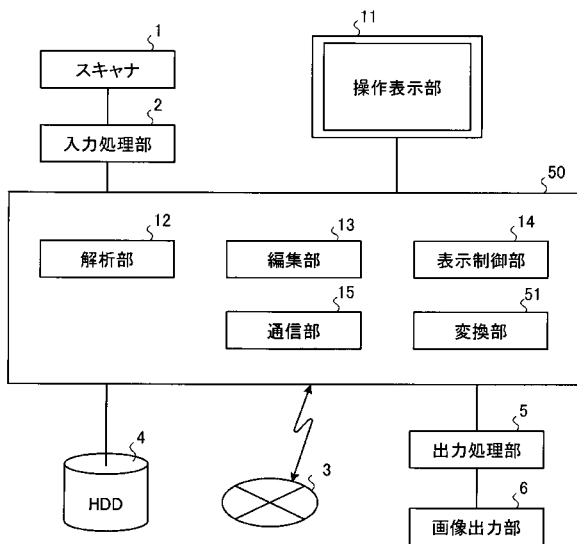 1
スキャナ
2
入力処理部
11
操作表示部
50
12
解析部
13
編集部
14
表示制御部
15
通信部
51
変換部
4
HDD
3
5
出力処理部
6
画像出力部